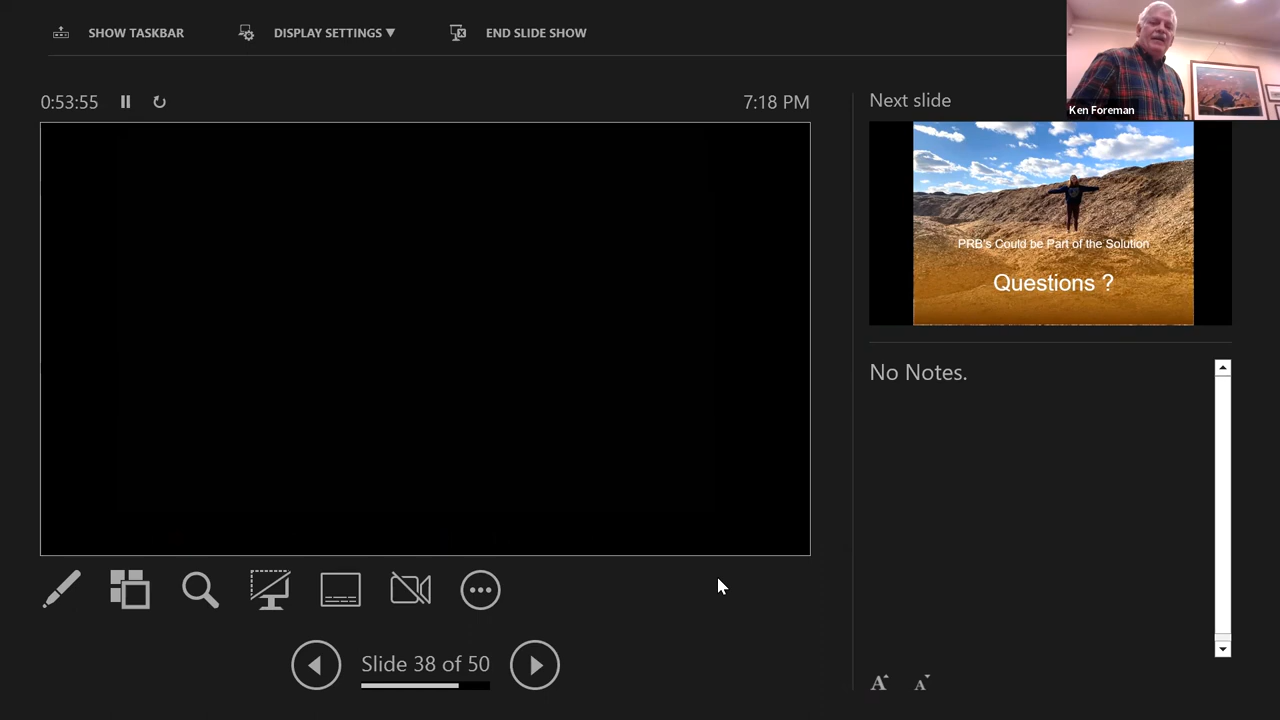 SHOW TASKBAR
DISPLAY SETTINGS ▼
END SLIDE SHOW
Ken Foreman
0:53:55
7:18 PM
Next slide
PRB's Could be Part of the Solution
Questions ?
No Notes.
Slide 38 of 50
A A